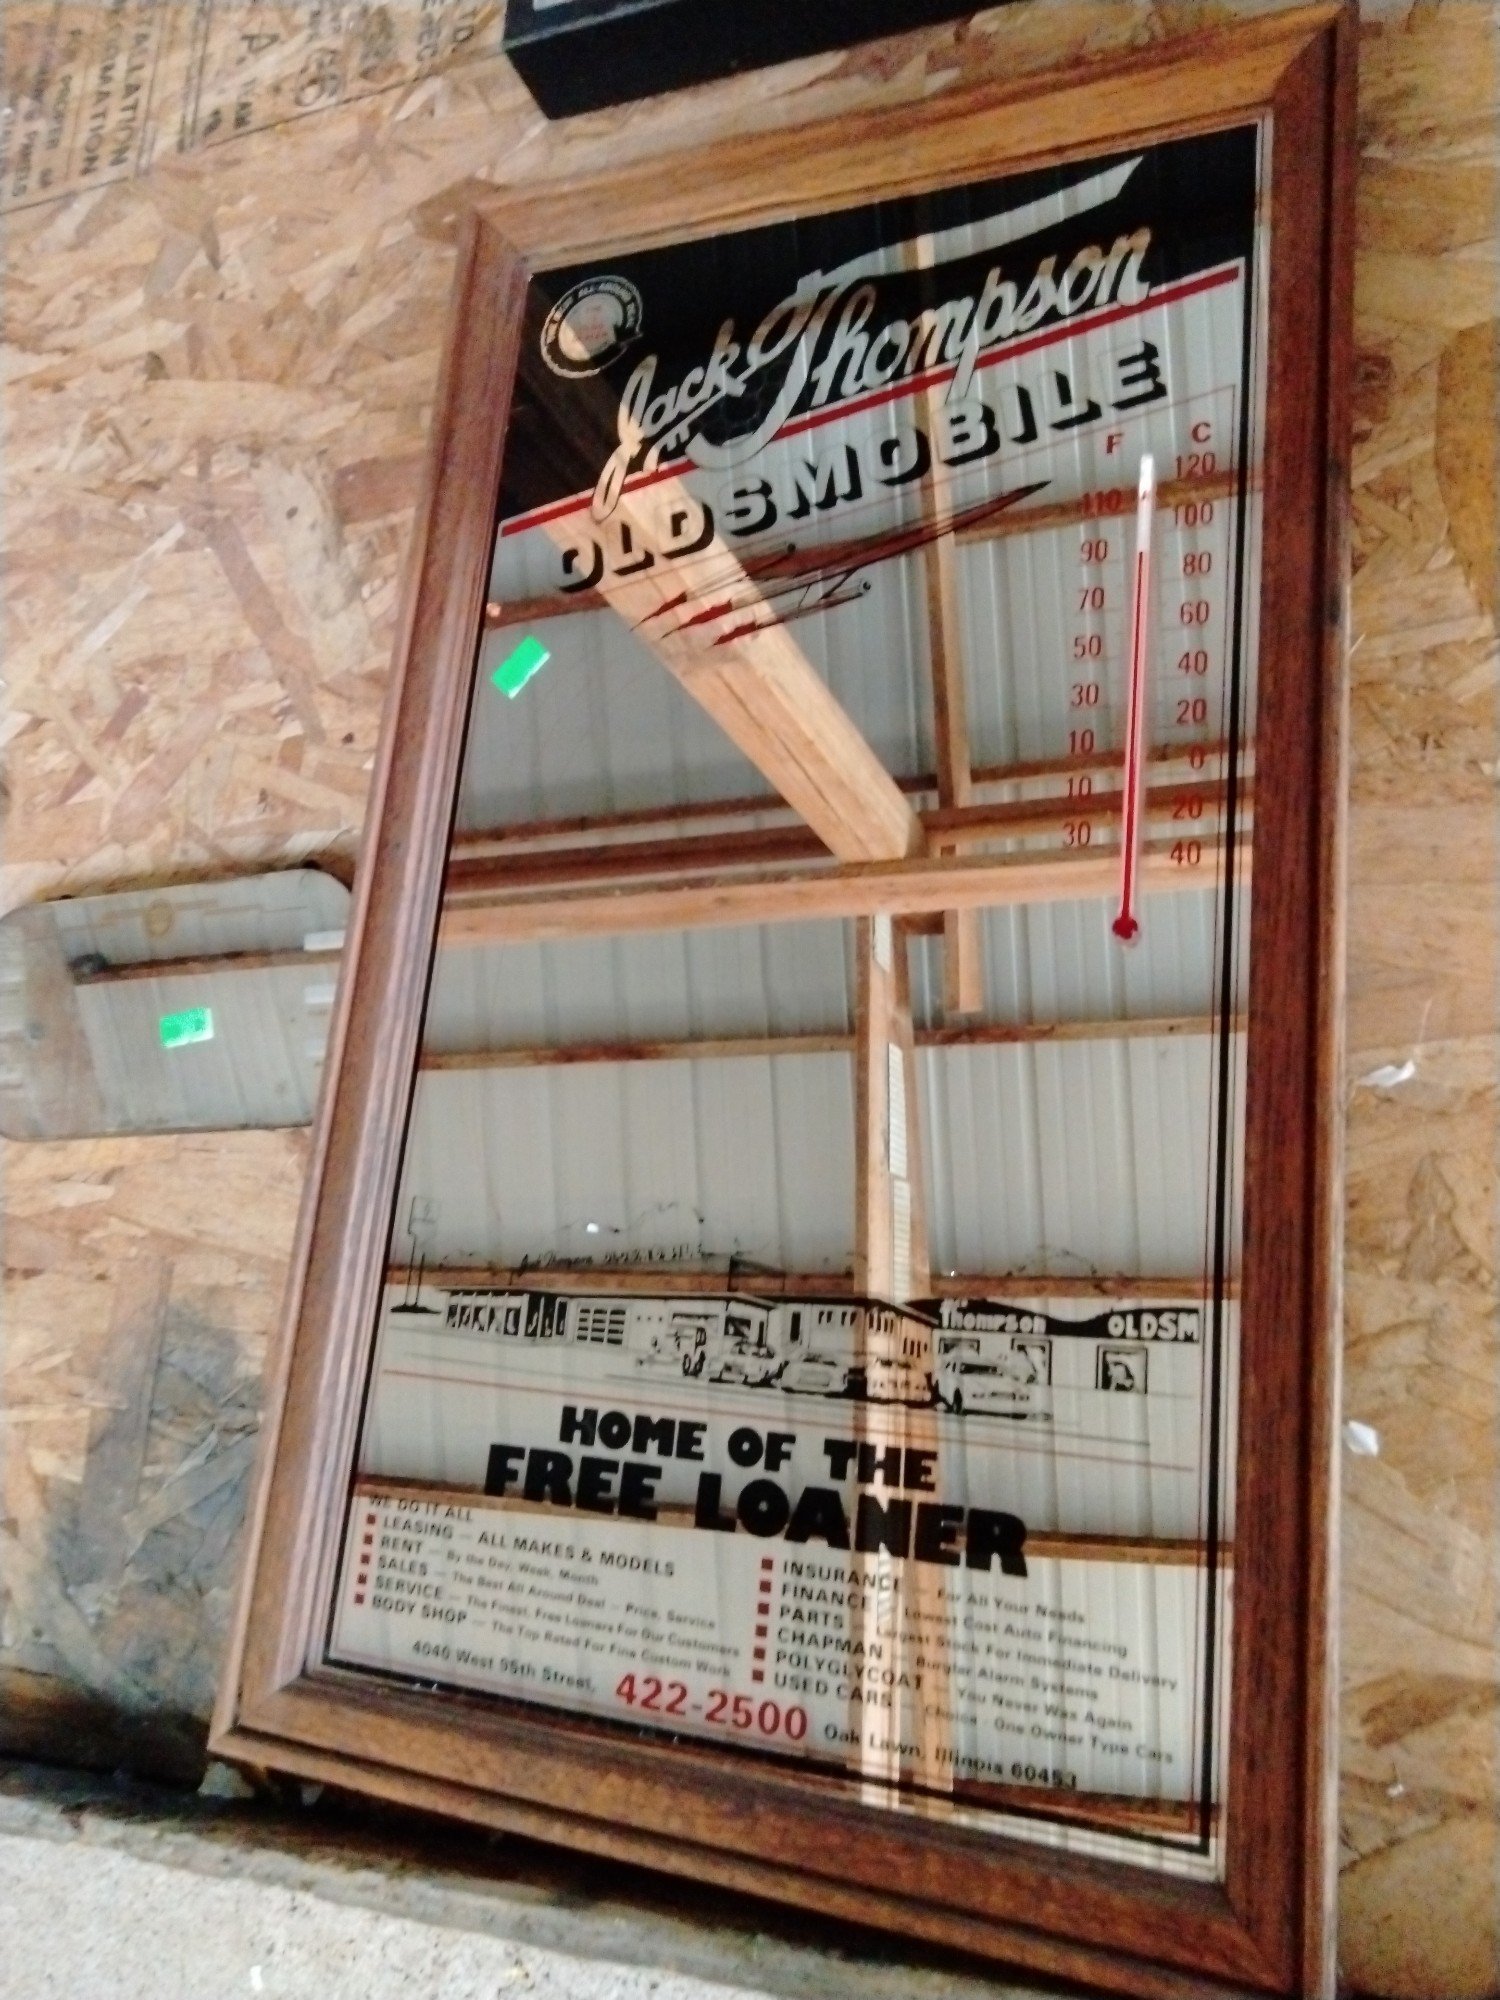 Jack Thompson
OLDSMOBILE
F C
120
110 100
90 80
70 60
50 40
30 20
10 0
10 20
30 40
Thompson OLDSM
HOME OF THE
FREE LOANER
WE DO IT ALL
LEASING — ALL MAKES & MODELS
RENT — By the Day, Week, Month
SALES — The Best All Around Deal — Price, Service
SERVICE — The Finest, Free Loaners For Our Customers
BODY SHOP — The Top Rated For Fine Custom Work
INSURANCE — For All Your Needs
FINANCE — Lowest Cost Auto Financing
PARTS — Largest Stock For Immediate Delivery
CHAPMAN — Burglar Alarm Systems
POLYGLYCOAT — You Never Wax Again
USED CARS — Choice - One Owner Type Cars
4040 West 95th Street, 422-2500 Oak Lawn, Illinois 60453